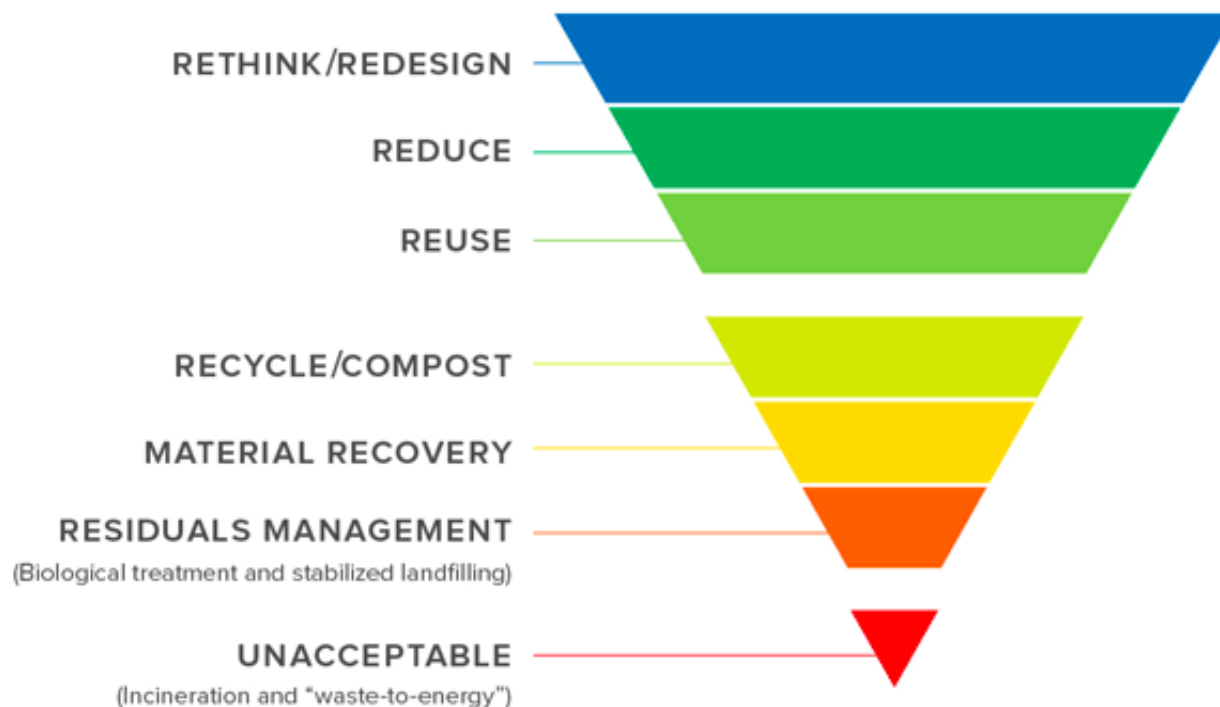 RETHINK/REDESIGN
REDUCE
REUSE
RECYCLE/COMPOST
MATERIAL RECOVERY
RESIDUALS MANAGEMENT
(Biological treatment and stabilized landfilling)
UNACCEPTABLE
(Incineration and “waste-to-energy”)